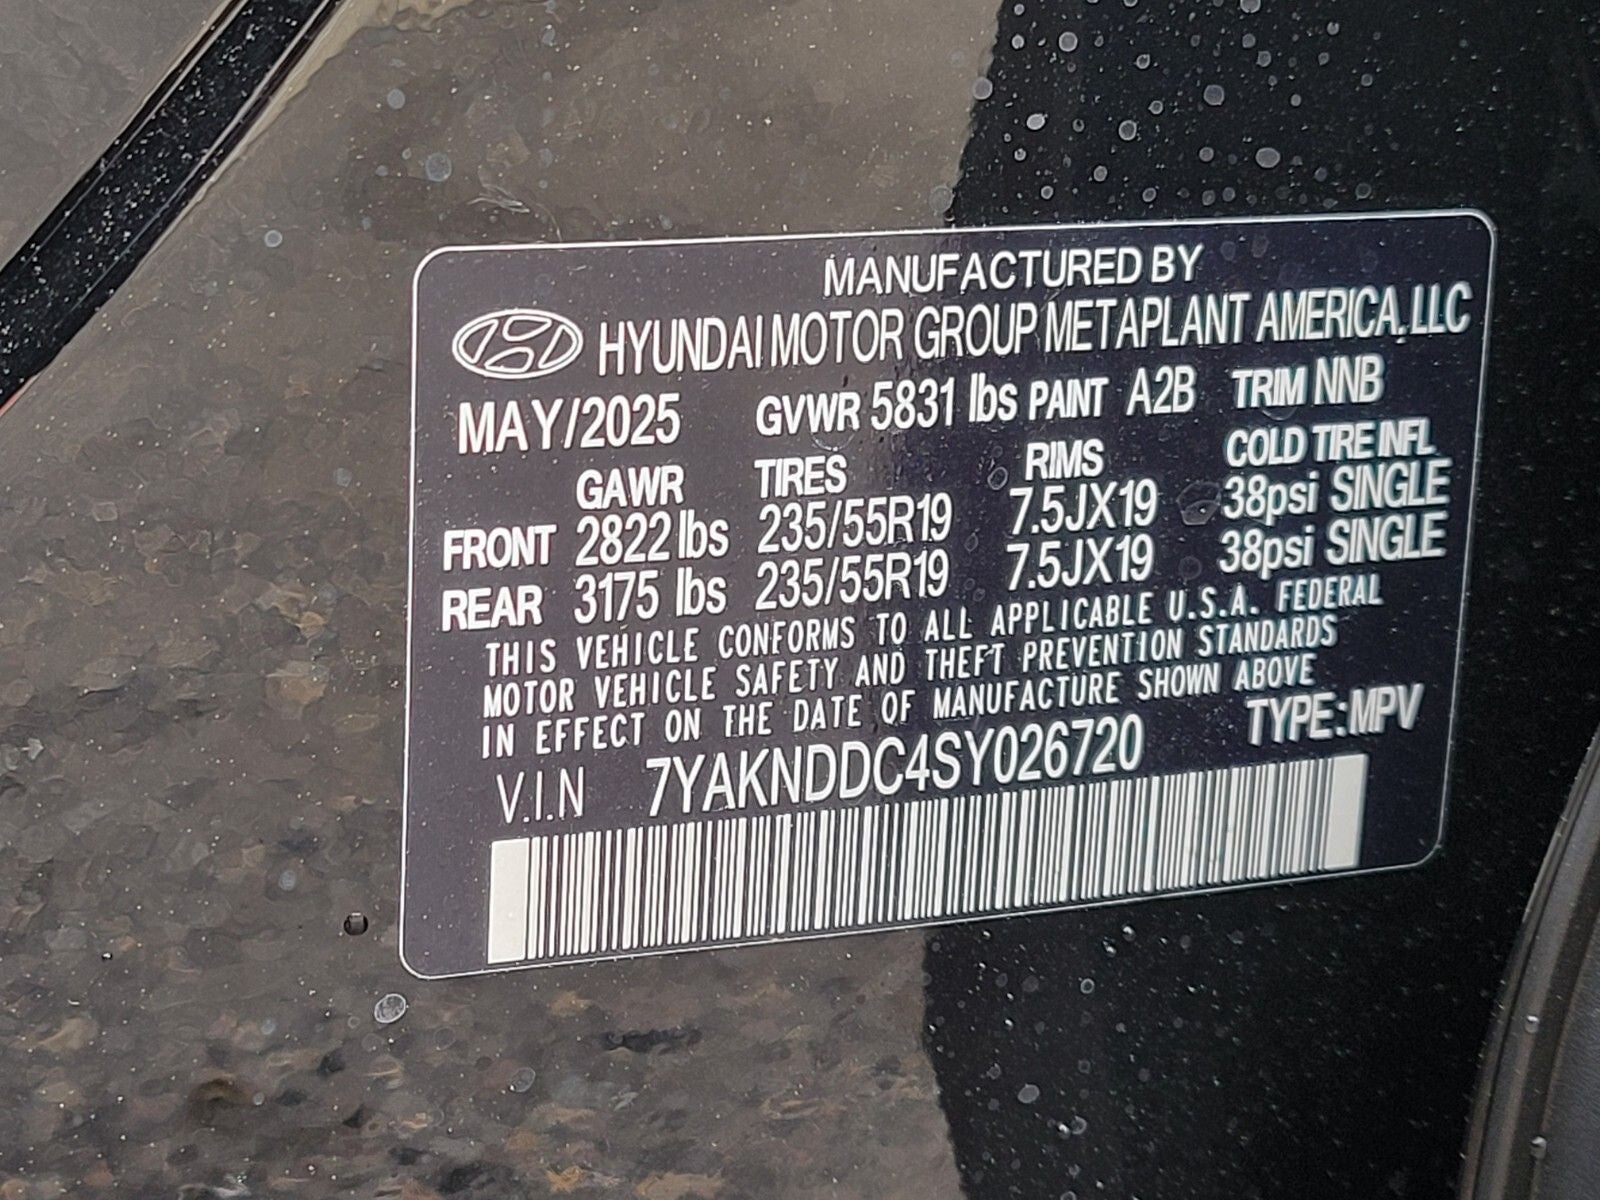 MANUFACTURED BY
HYUNDAI MOTOR GROUP METAPLANT AMERICA, LLC
MAY/2025 GVWR 5831 lbs PAINT A2B TRIM NNB
GAWR TIRES RIMS COLD TIRE INFL
FRONT 2822 lbs 235/55R19 7.5JX19 38psi SINGLE
REAR 3175 lbs 235/55R19 7.5JX19 38psi SINGLE
THIS VEHICLE CONFORMS TO ALL APPLICABLE U.S.A. FEDERAL
MOTOR VEHICLE SAFETY AND THEFT PREVENTION STANDARDS
IN EFFECT ON THE DATE OF MANUFACTURE SHOWN ABOVE
V.I.N 7YAKNDDC4SY026720 TYPE:MPV